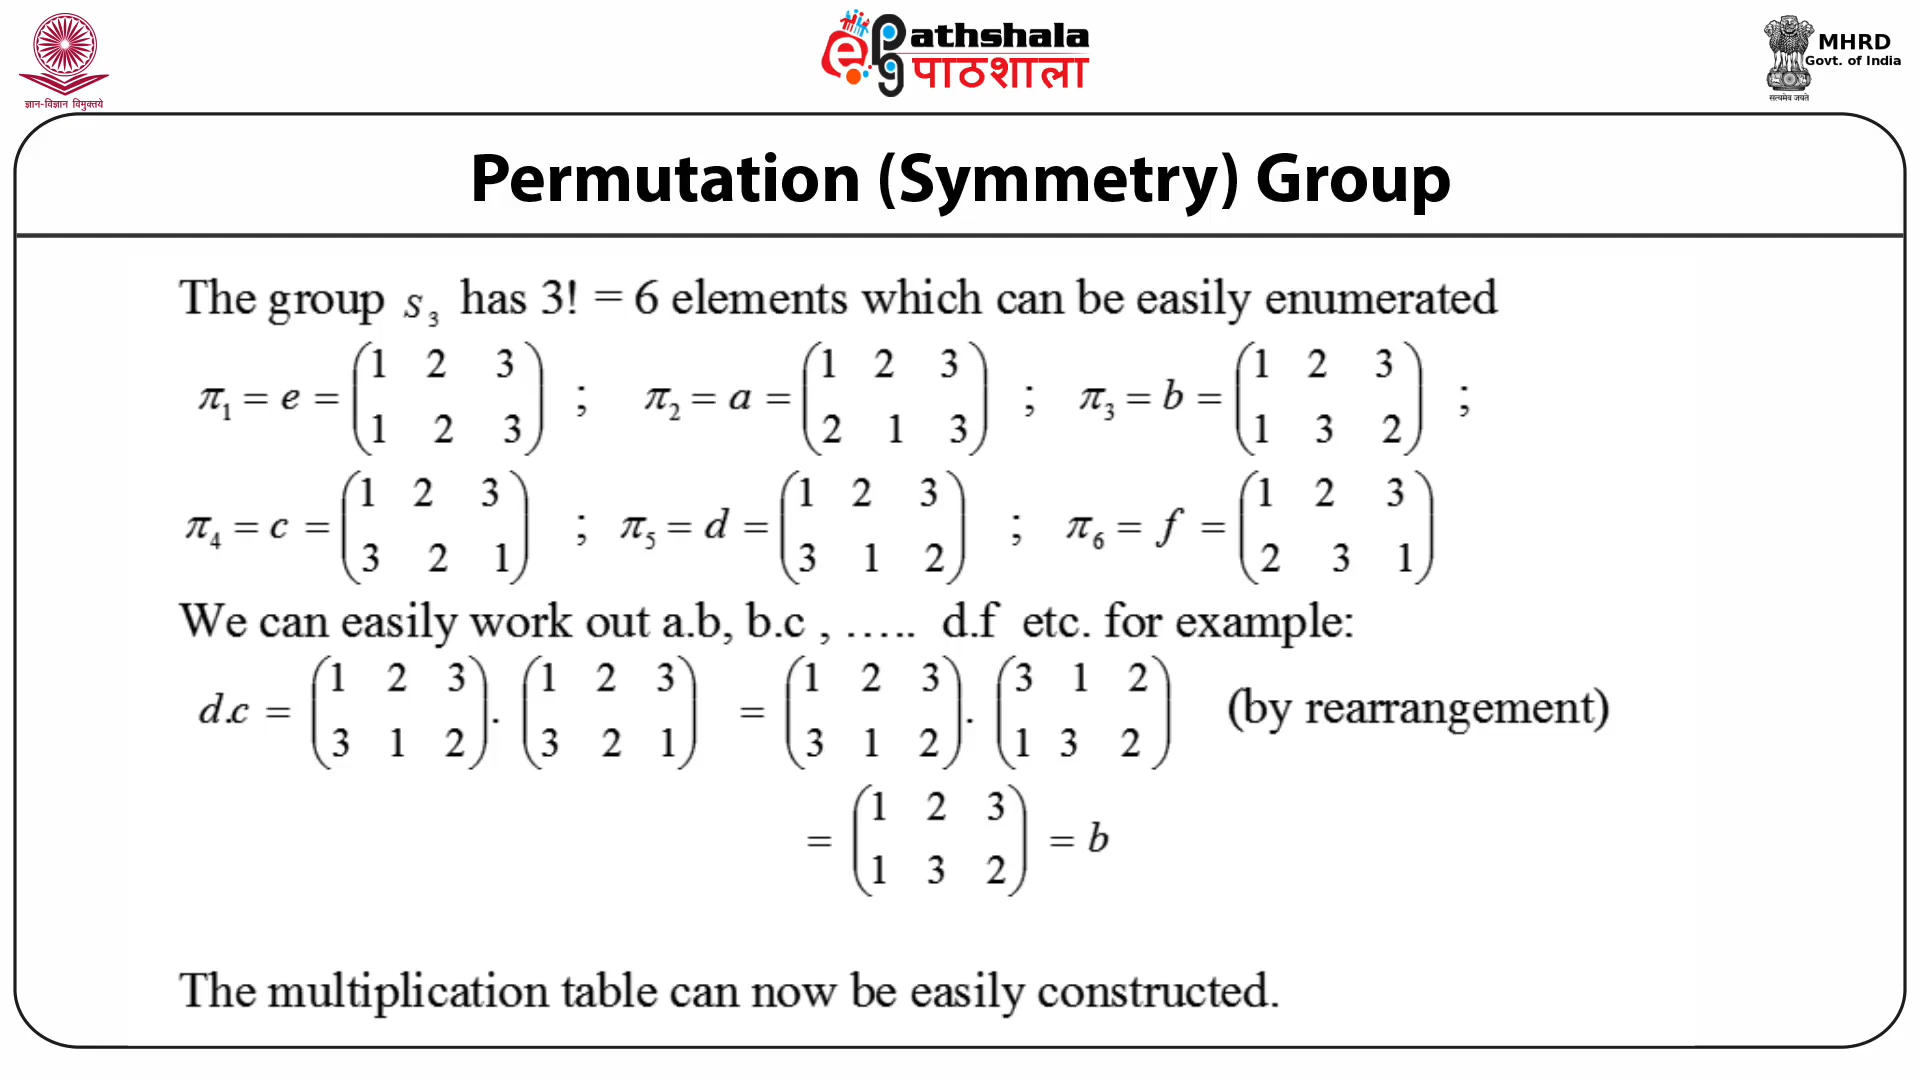 ज्ञान-विज्ञान विमुक्तये
ePathshala
पाठशाला
MHRD
Govt. of India
सत्यमेव जयते
Permutation (Symmetry) Group
The group s₃ has 3! = 6 elements which can be easily enumerated
π₁ = e = (1 2 3 / 1 2 3) ; π₂ = a = (1 2 3 / 2 1 3) ; π₃ = b = (1 2 3 / 1 3 2) ;
π₄ = c = (1 2 3 / 3 2 1) ; π₅ = d = (1 2 3 / 3 1 2) ; π₆ = f = (1 2 3 / 2 3 1)
We can easily work out a.b, b.c , ….. d.f etc. for example:
d.c = (1 2 3 / 3 1 2) . (1 2 3 / 3 2 1) = (1 2 3 / 3 1 2) . (3 1 2 / 1 3 2) (by rearrangement)
= (1 2 3 / 1 3 2) = b
The multiplication table can now be easily constructed.